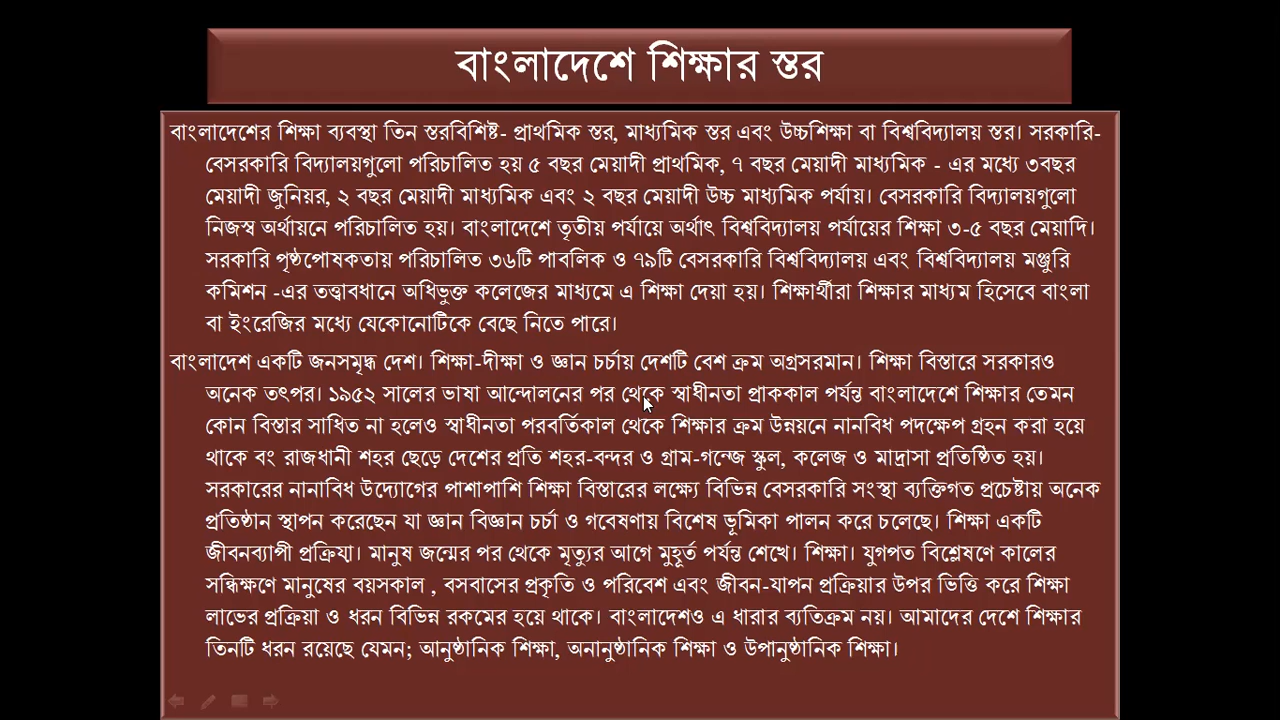 বাংলাদেশে শিক্ষার স্তর
বাংলাদেশের শিক্ষা ব্যবস্থা তিন স্তরবিশিষ্ট- প্রাথমিক স্তর, মাধ্যমিক স্তর এবং উচ্চশিক্ষা বা বিশ্ববিদ্যালয় স্তর। সরকারি-
বেসরকারি বিদ্যালয়গুলো পরিচালিত হয় ৫ বছর মেয়াদী প্রাথমিক, ৭ বছর মেয়াদী মাধ্যমিক - এর মধ্যে ৩বছর
মেয়াদী জুনিয়র, ২ বছর মেয়াদী মাধ্যমিক এবং ২ বছর মেয়াদী উচ্চ মাধ্যমিক পর্যায়। বেসরকারি বিদ্যালয়গুলো
নিজস্ব অর্থায়নে পরিচালিত হয়। বাংলাদেশে তৃতীয় পর্যায়ে অর্থাৎ বিশ্ববিদ্যালয় পর্যায়ের শিক্ষা ৩-৫ বছর মেয়াদি।
সরকারি পৃষ্ঠপোষকতায় পরিচালিত ৩৬টি পাবলিক ও ৭৯টি বেসরকারি বিশ্ববিদ্যালয় এবং বিশ্ববিদ্যালয় মঞ্জুরি
কমিশন -এর তত্ত্বাবধানে অধিভুক্ত কলেজের মাধ্যমে এ শিক্ষা দেয়া হয়। শিক্ষার্থীরা শিক্ষার মাধ্যম হিসেবে বাংলা
বা ইংরেজির মধ্যে যেকোনোটিকে বেছে নিতে পারে।
বাংলাদেশ একটি জনসমৃদ্ধ দেশ। শিক্ষা-দীক্ষা ও জ্ঞান চর্চায় দেশটি বেশ ক্রম অগ্রসরমান। শিক্ষা বিস্তারে সরকারও
অনেক তৎপর। ১৯৫২ সালের ভাষা আন্দোলনের পর থেকে স্বাধীনতা প্রাককাল পর্যন্ত বাংলাদেশে শিক্ষার তেমন
কোন বিস্তার সাধিত না হলেও স্বাধীনতা পরবর্তিকাল থেকে শিক্ষার ক্রম উন্নয়নে নানবিধ পদক্ষেপ গ্রহন করা হয়ে
থাকে বং রাজধানী শহর ছেড়ে দেশের প্রতি শহর-বন্দর ও গ্রাম-গন্জে স্কুল, কলেজ ও মাদ্রাসা প্রতিষ্ঠিত হয়।
সরকারের নানাবিধ উদ্যোগের পাশাপাশি শিক্ষা বিস্তারের লক্ষ্যে বিভিন্ন বেসরকারি সংস্থা ব্যক্তিগত প্রচেষ্টায় অনেক
প্রতিষ্ঠান স্থাপন করেছেন যা জ্ঞান বিজ্ঞান চর্চা ও গবেষণায় বিশেষ ভূমিকা পালন করে চলেছে। শিক্ষা একটি
জীবনব্যাপী প্রক্রিয়া। মানুষ জন্মের পর থেকে মৃত্যুর আগে মুহূর্ত পর্যন্ত শেখে। শিক্ষা। যুগপত বিশ্লেষণে কালের
সন্ধিক্ষণে মানুষের বয়সকাল , বসবাসের প্রকৃতি ও পরিবেশ এবং জীবন-যাপন প্রক্রিয়ার উপর ভিত্তি করে শিক্ষা
লাভের প্রক্রিয়া ও ধরন বিভিন্ন রকমের হয়ে থাকে। বাংলাদেশও এ ধারার ব্যতিক্রম নয়। আমাদের দেশে শিক্ষার
তিনটি ধরন রয়েছে যেমন; আনুষ্ঠানিক শিক্ষা, অনানুষ্ঠানিক শিক্ষা ও উপানুষ্ঠানিক শিক্ষা।